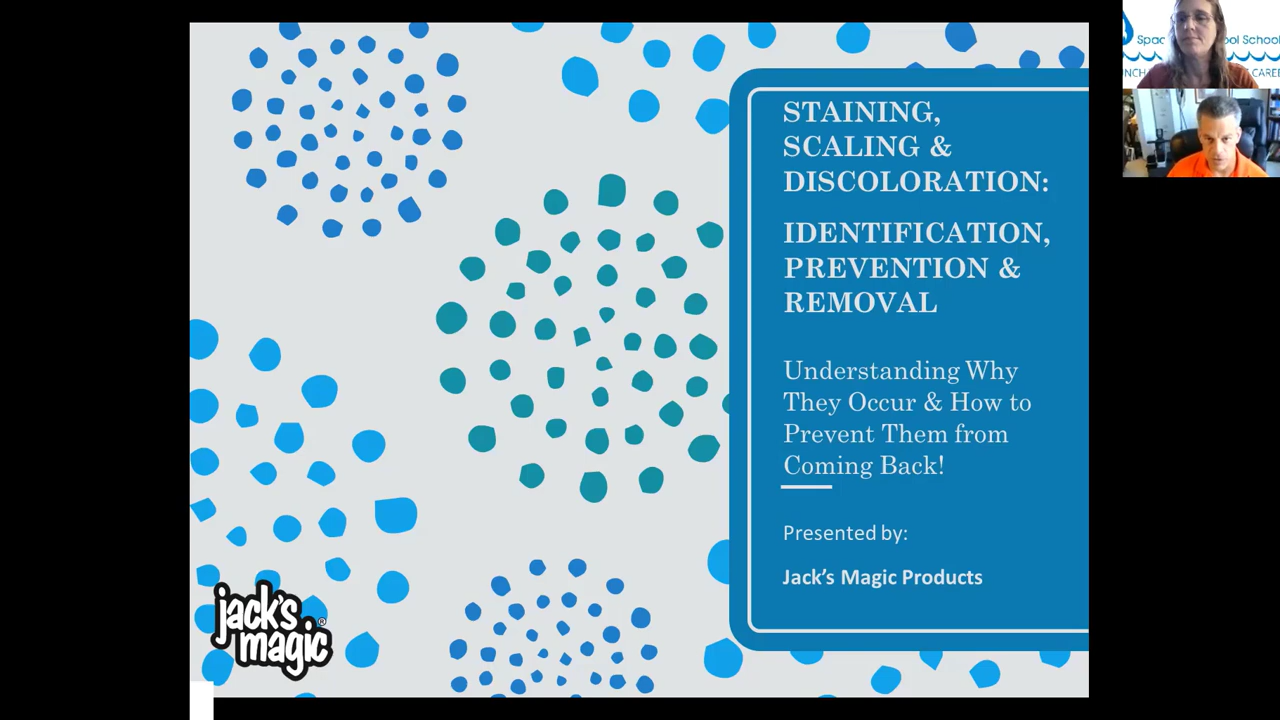 STAINING,
SCALING &
DISCOLORATION:
IDENTIFICATION,
PREVENTION &
REMOVAL
Understanding Why
They Occur & How to
Prevent Them from
Coming Back!
Presented by:
Jack's Magic Products
jack's
magic®